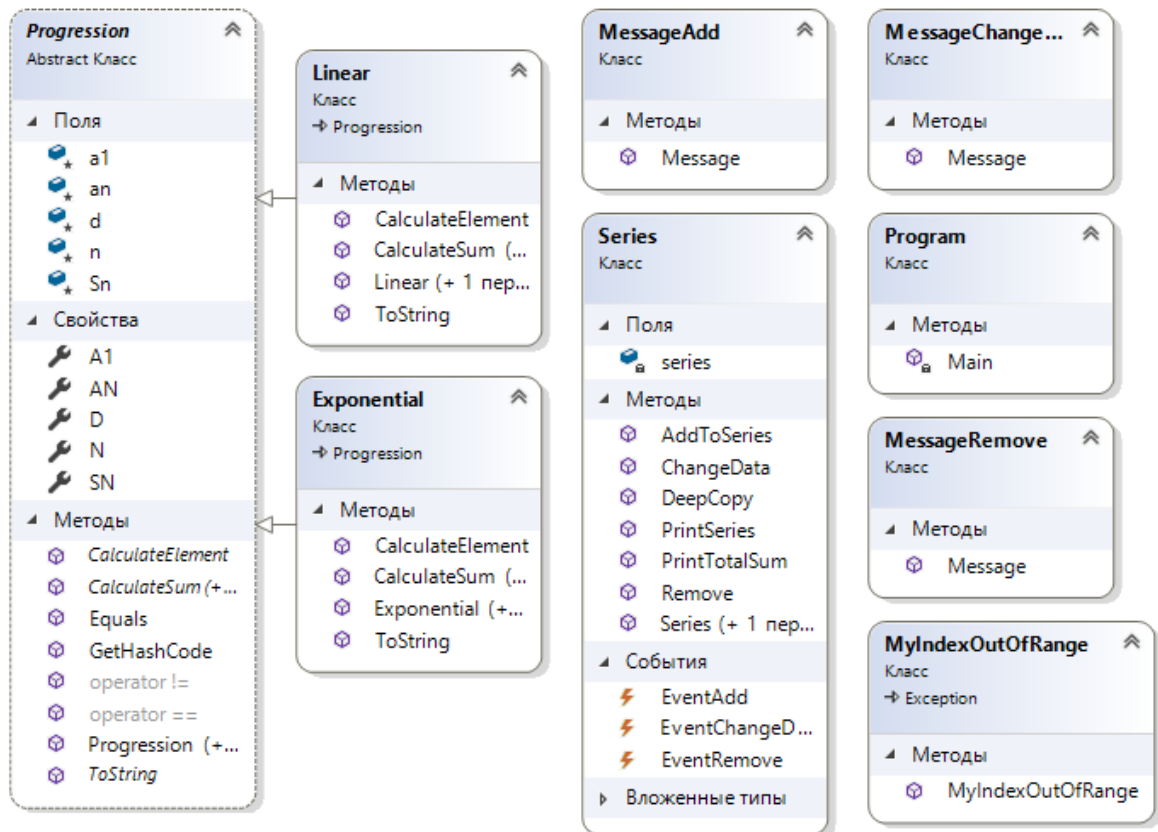 Progression
Abstract Класс
Поля
a1
an
d
n
Sn
Свойства
A1
AN
D
N
SN
Методы
CalculateElement
CalculateSum (+...
Equals
GetHashCode
operator !=
operator ==
Progression (+...
ToString
Linear
Класс
Progression
Методы
CalculateElement
CalculateSum (...
Linear (+ 1 пер...
ToString
Exponential
Класс
Progression
Методы
CalculateElement
CalculateSum (...
Exponential (+...
ToString
MessageAdd
Класс
Методы
Message
Series
Класс
Поля
series
Методы
AddToSeries
ChangeData
DeepCopy
PrintSeries
PrintTotalSum
Remove
Series (+ 1 пер...
События
EventAdd
EventChangeD...
EventRemove
Вложенные типы
MessageChange...
Класс
Методы
Message
Program
Класс
Методы
Main
MessageRemove
Класс
Методы
Message
MyIndexOutOfRange
Класс
Exception
Методы
MyIndexOutOfRange